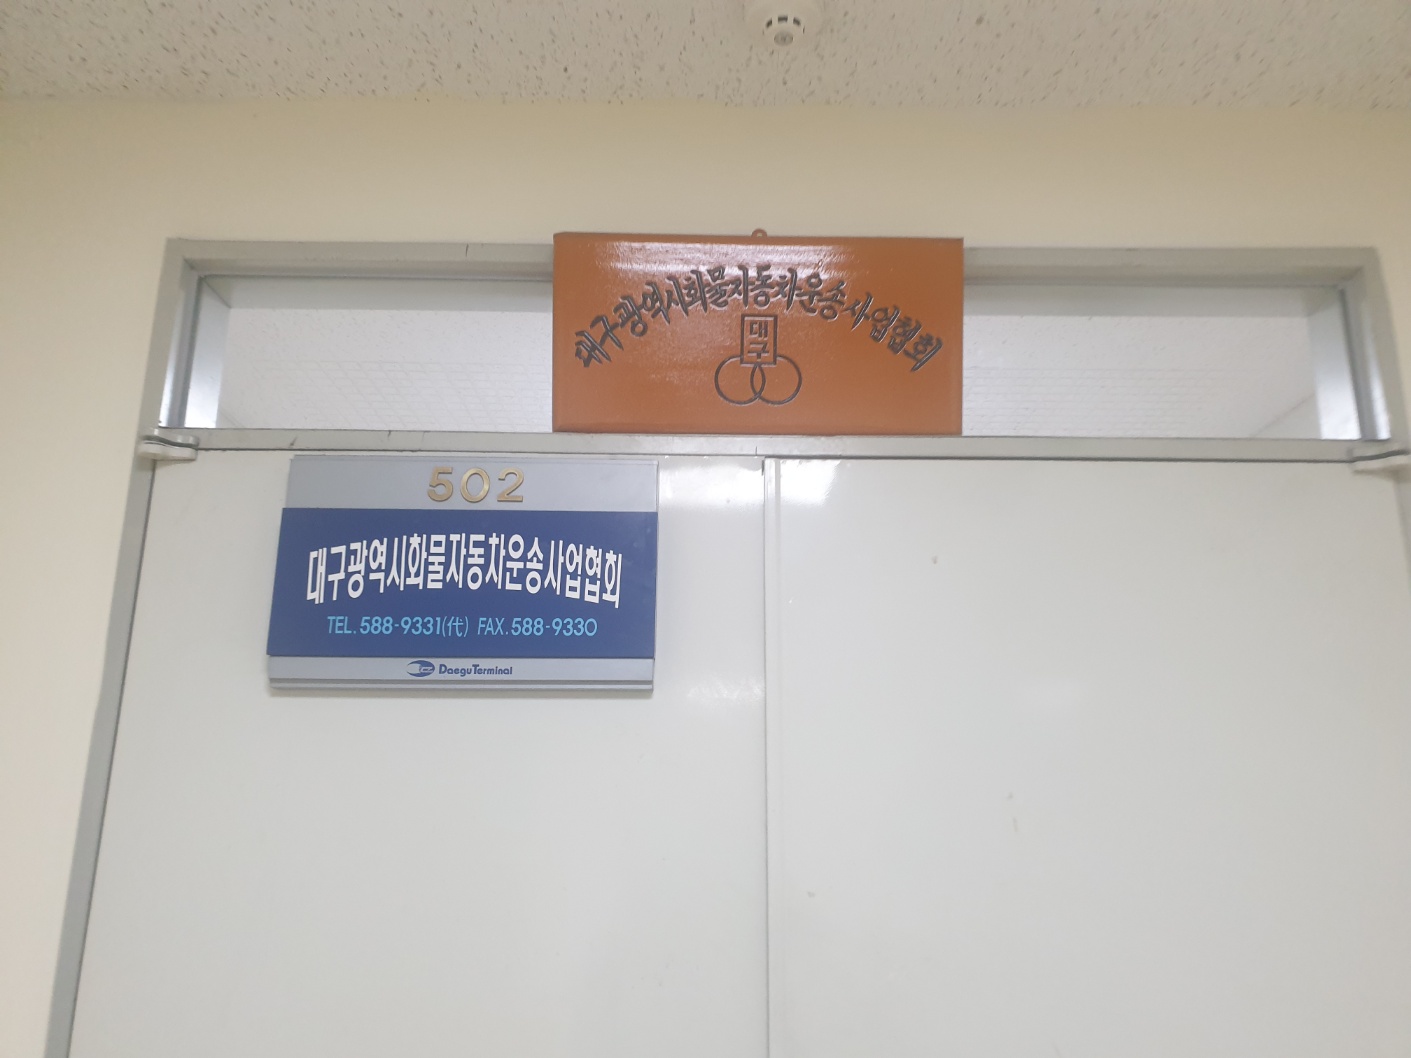 대구광역시화물자동차운송사업협회
대구
502
대구광역시화물자동차운송사업협회
TEL. 588-9331(代) FAX. 588-9330
Daegu Terminal